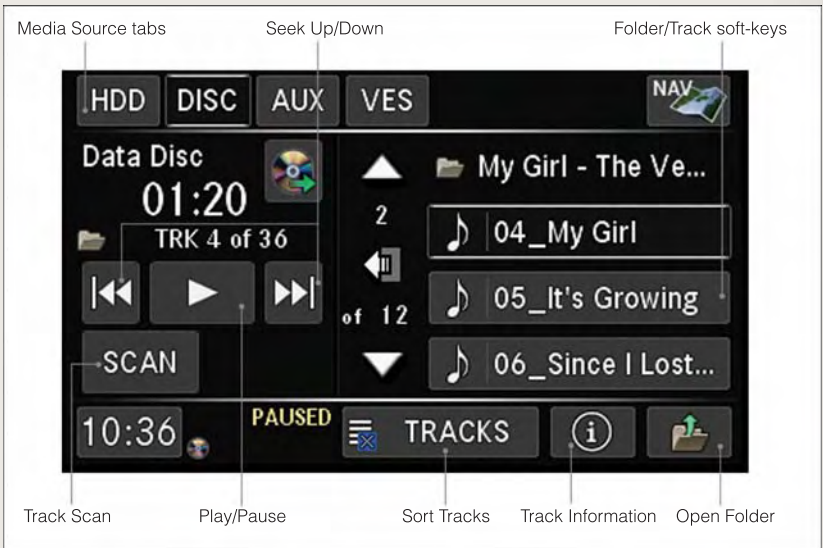 Media Source tabs
Seek Up/Down
Folder/Track soft-keys
HDD DISC AUX VES NAV
Data Disc
01:20
TRK 4 of 36
SCAN
2
of 12
My Girl - The Ve...
04_My Girl
05_It's Growing
06_Since I Lost...
10:36 PAUSED TRACKS i
Track Scan
Play/Pause
Sort Tracks
Track Information
Open Folder